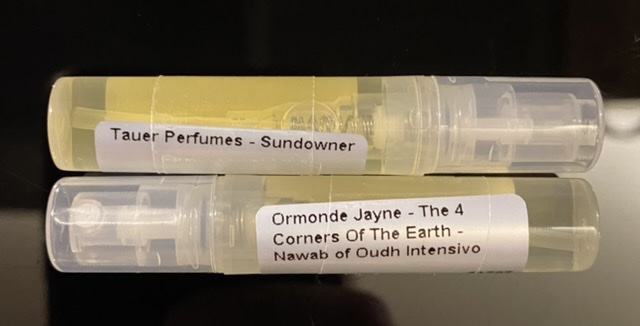 Tauer Perfumes - Sundowner
Ormonde Jayne - The 4
Corners Of The Earth -
Nawab of Oudh Intensivo